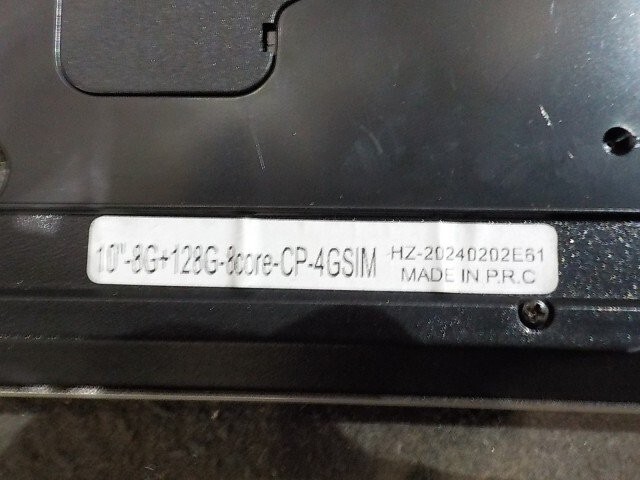 10"-8G+128G-8core-CP-4GSIM
HZ-20240202E61
MADE IN P.R.C